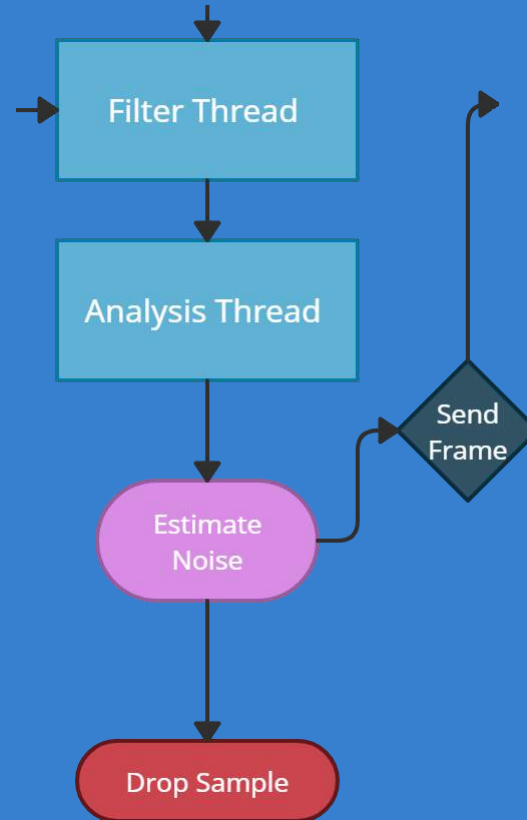 Filter Thread
Analysis Thread
Send
Frame
Estimate
Noise
Drop Sample